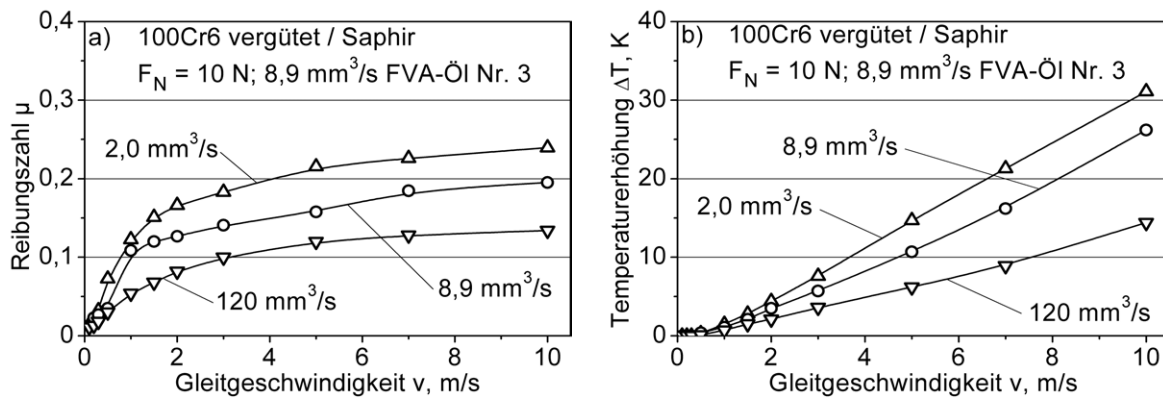 a) 100Cr6 vergütet / Saphir
F_N = 10 N; 8,9 mm³/s FVA-Öl Nr. 3
Reibungszahl µ
0,4
0,3
0,2
0,1
0
2,0 mm³/s
8,9 mm³/s
120 mm³/s
0 2 4 6 8 10
Gleitgeschwindigkeit v, m/s
b) 100Cr6 vergütet / Saphir
F_N = 10 N; 8,9 mm³/s FVA-Öl Nr. 3
Temperaturerhöhung ΔT, K
40
30
20
10
0
8,9 mm³/s
2,0 mm³/s
120 mm³/s
0 2 4 6 8 10
Gleitgeschwindigkeit v, m/s